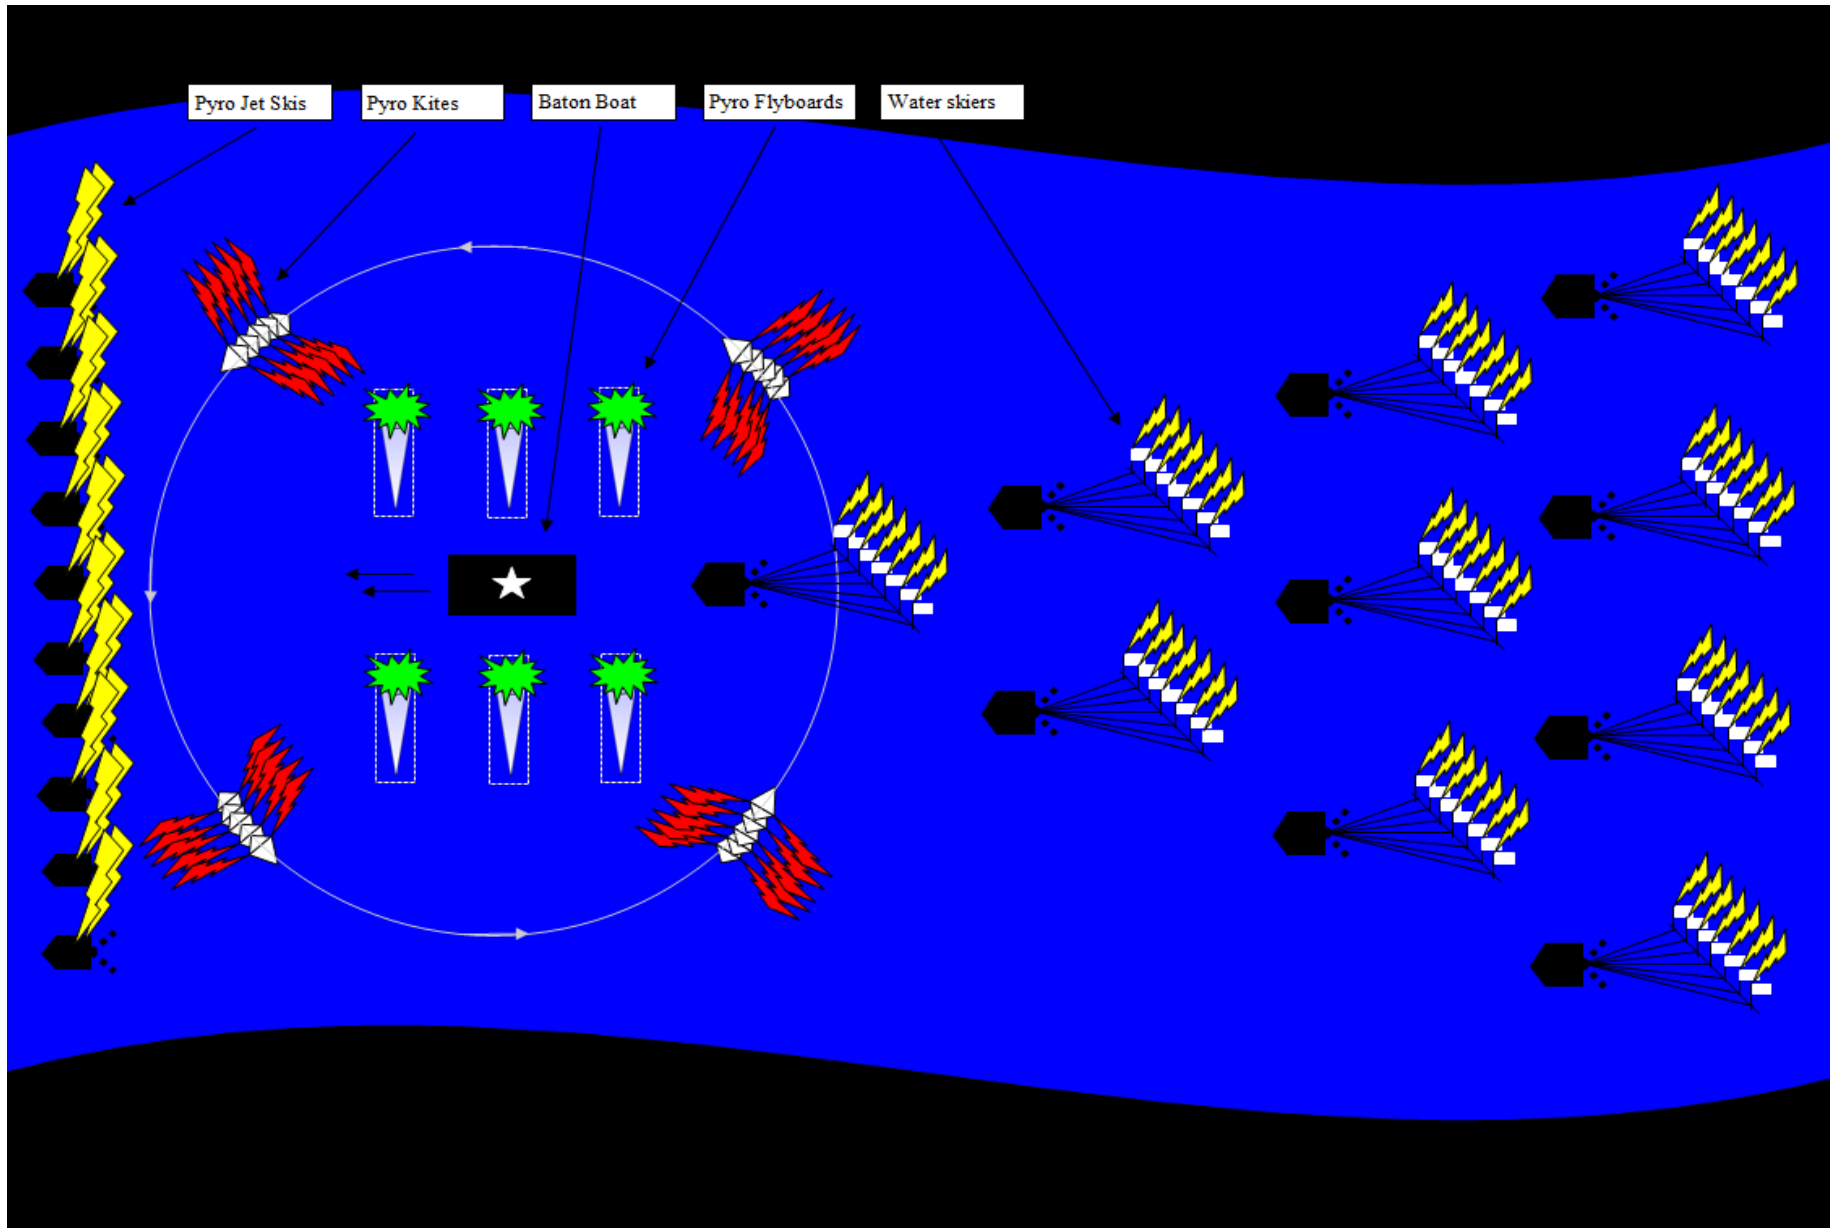 Pyro Jet Skis
Pyro Kites
Baton Boat
Pyro Flyboards
Water skiers